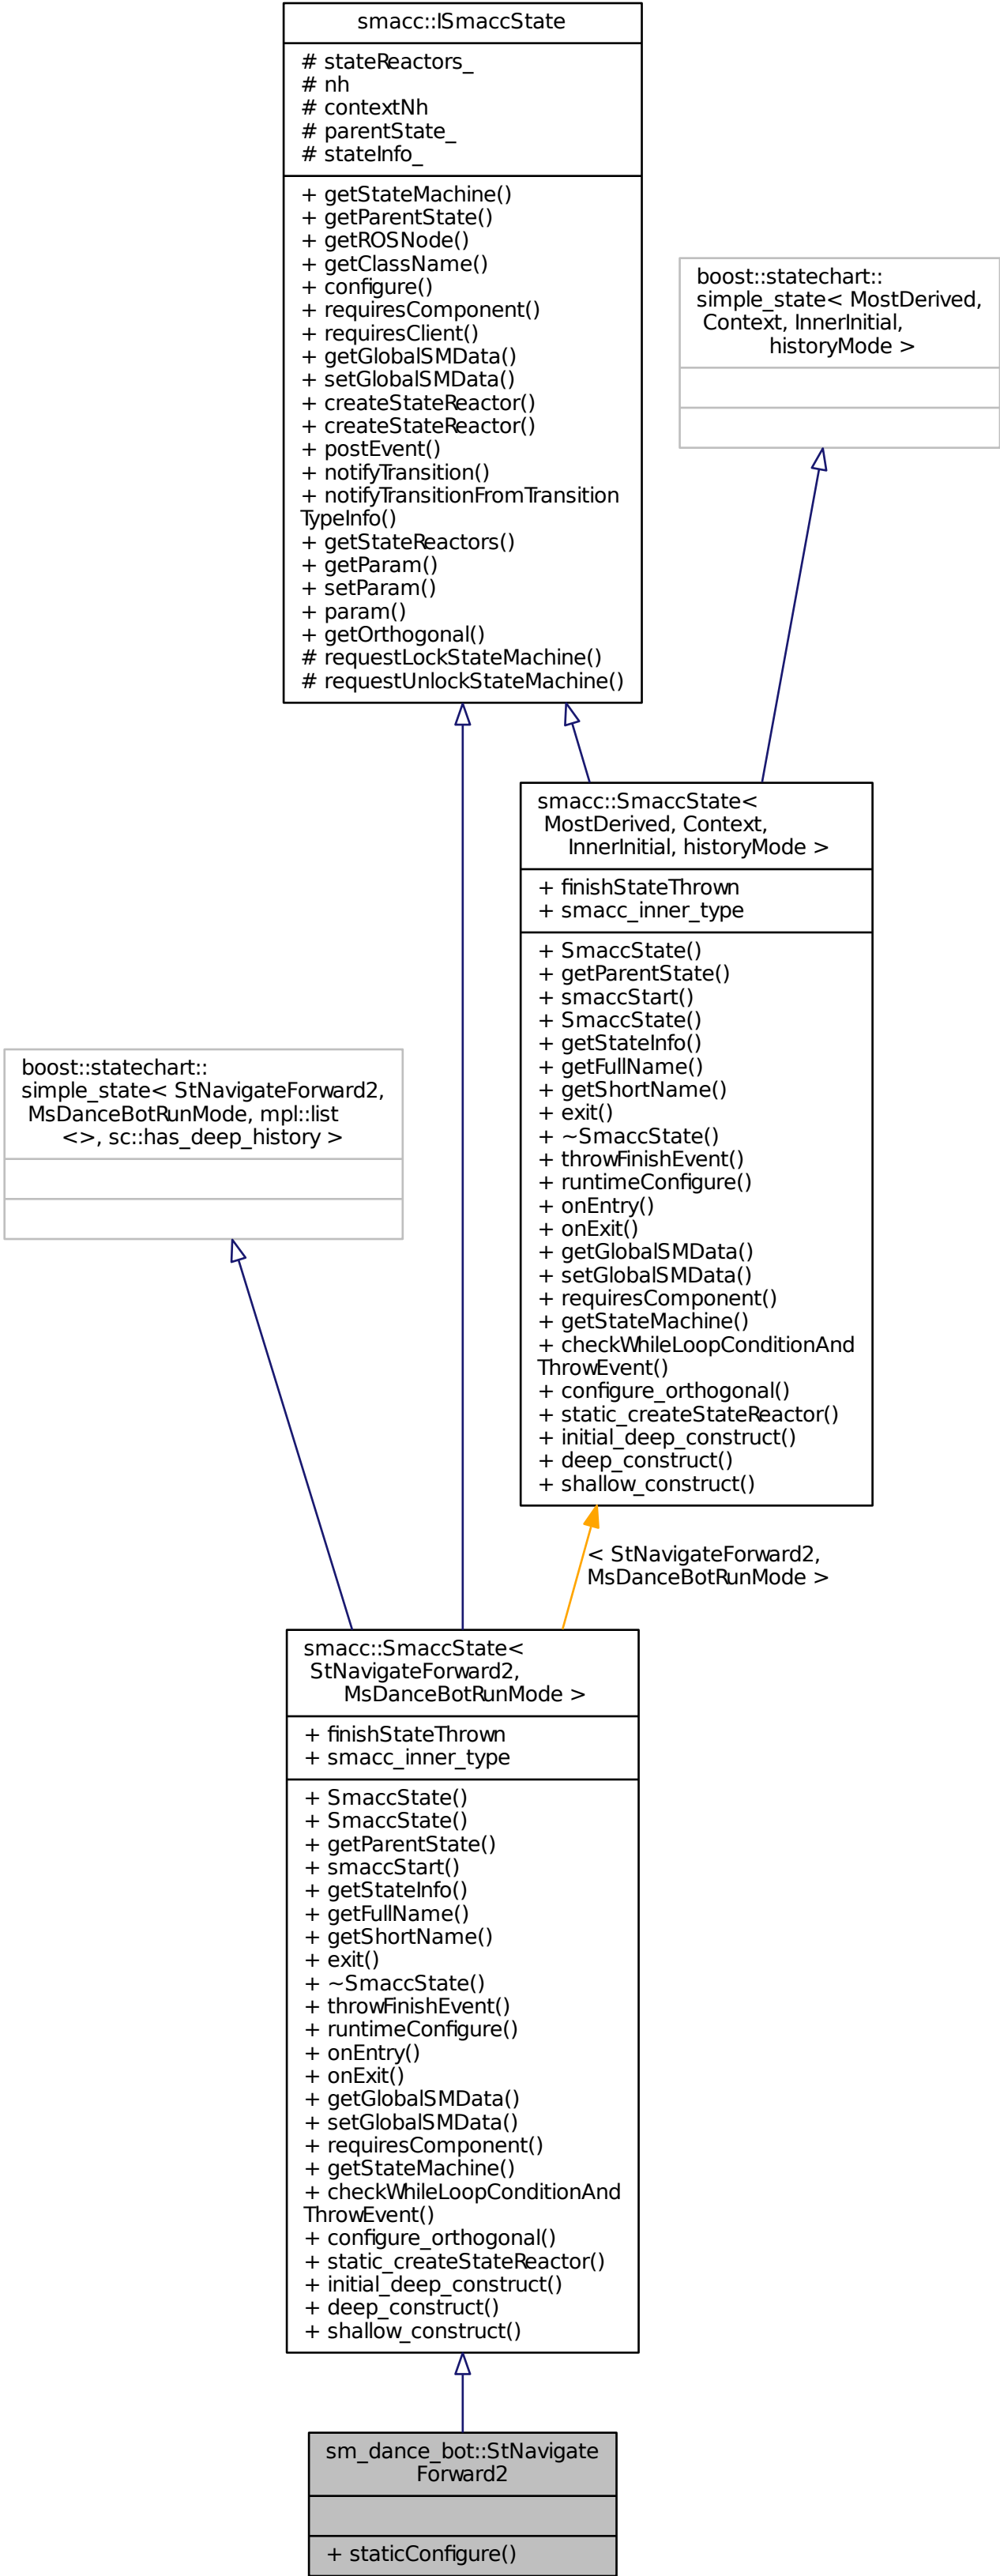 smacc::ISmaccState
# stateReactors_
# nh
# contextNh
# parentState_
# stateInfo_
+ getStateMachine()
+ getParentState()
+ getROSNode()
+ getClassName()
+ configure()
+ requiresComponent()
+ requiresClient()
+ getGlobalSMData()
+ setGlobalSMData()
+ createStateReactor()
+ createStateReactor()
+ postEvent()
+ notifyTransition()
+ notifyTransitionFromTransition
TypeInfo()
+ getStateReactors()
+ getParam()
+ setParam()
+ param()
+ getOrthogonal()
# requestLockStateMachine()
# requestUnlockStateMachine()
boost::statechart::
simple_state< MostDerived,
Context, InnerInitial,
historyMode >
smacc::SmaccState<
MostDerived, Context,
InnerInitial, historyMode >
+ finishStateThrown
+ smacc_inner_type
+ SmaccState()
+ getParentState()
+ smaccStart()
+ SmaccState()
+ getStateInfo()
+ getFullName()
+ getShortName()
+ exit()
+ ~SmaccState()
+ throwFinishEvent()
+ runtimeConfigure()
+ onEntry()
+ onExit()
+ getGlobalSMData()
+ setGlobalSMData()
+ requiresComponent()
+ getStateMachine()
+ checkWhileLoopConditionAnd
ThrowEvent()
+ configure_orthogonal()
+ static_createStateReactor()
+ initial_deep_construct()
+ deep_construct()
+ shallow_construct()
boost::statechart::
simple_state< StNavigateForward2,
MsDanceBotRunMode, mpl::list
<>, sc::has_deep_history >
< StNavigateForward2,
MsDanceBotRunMode >
smacc::SmaccState<
StNavigateForward2,
MsDanceBotRunMode >
+ finishStateThrown
+ smacc_inner_type
+ SmaccState()
+ SmaccState()
+ getParentState()
+ smaccStart()
+ getStateInfo()
+ getFullName()
+ getShortName()
+ exit()
+ ~SmaccState()
+ throwFinishEvent()
+ runtimeConfigure()
+ onEntry()
+ onExit()
+ getGlobalSMData()
+ setGlobalSMData()
+ requiresComponent()
+ getStateMachine()
+ checkWhileLoopConditionAnd
ThrowEvent()
+ configure_orthogonal()
+ static_createStateReactor()
+ initial_deep_construct()
+ deep_construct()
+ shallow_construct()
sm_dance_bot::StNavigate
Forward2
+ staticConfigure()